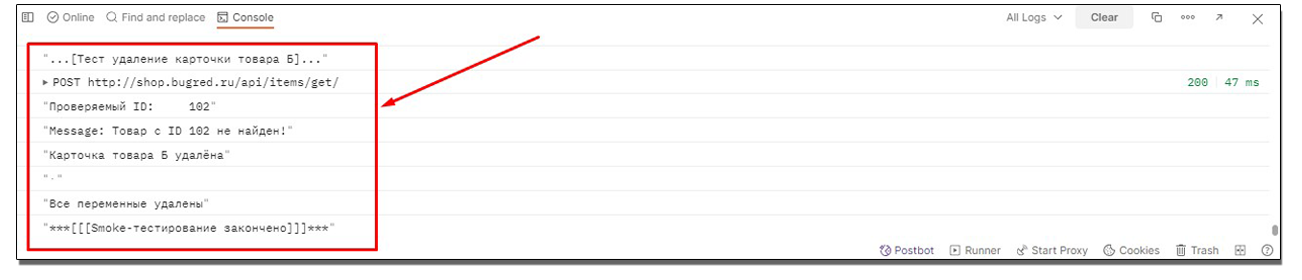 Online Find and replace Console All Logs Clear
"...[Тест удаление карточки товара Б]..."
POST http://shop.bugred.ru/api/items/get/ 200 47 ms
"Проверяемый ID: 102"
"Message: Товар с ID 102 не найден!"
"Карточка товара Б удалёна"
"."
"Все переменные удалены"
"***[[[Smoke-тестирование закончено]]]***"
Postbot Runner Start Proxy Cookies Trash